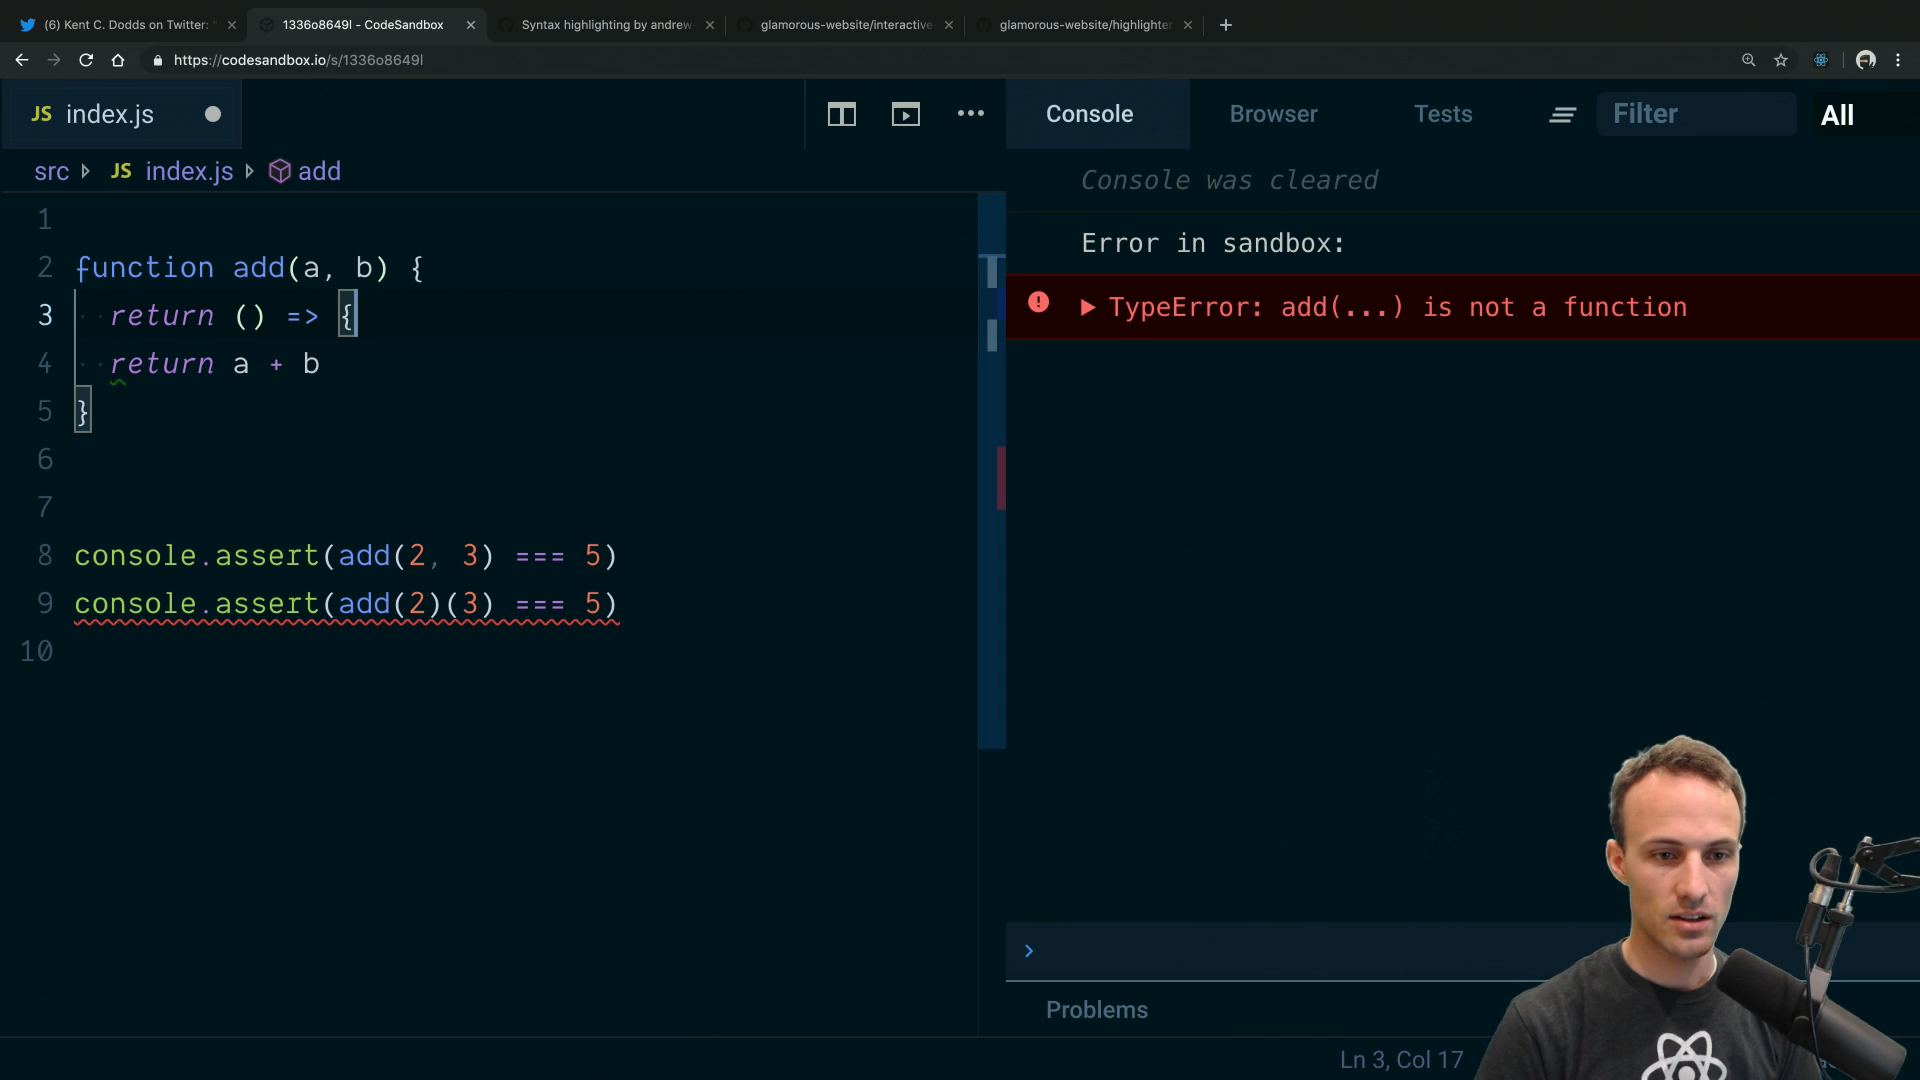 (6) Kent C. Dodds on Twitter: "
1336o8649l - CodeSandbox
Syntax highlighting by andrew-
glamorous-website/interactive
glamorous-website/highlighter
https://codesandbox.io/s/1336o8649l
JS index.js
Console
Browser
Tests
Filter
All
src
JS index.js
add
Console was cleared
Error in sandbox:
TypeError: add(...) is not a function
1
2 function add(a, b) {
3 return () => {
4 return a + b
5 }
6
7
8 console.assert(add(2, 3) === 5)
9 console.assert(add(2)(3) === 5)
10
Problems
Ln 3, Col 17